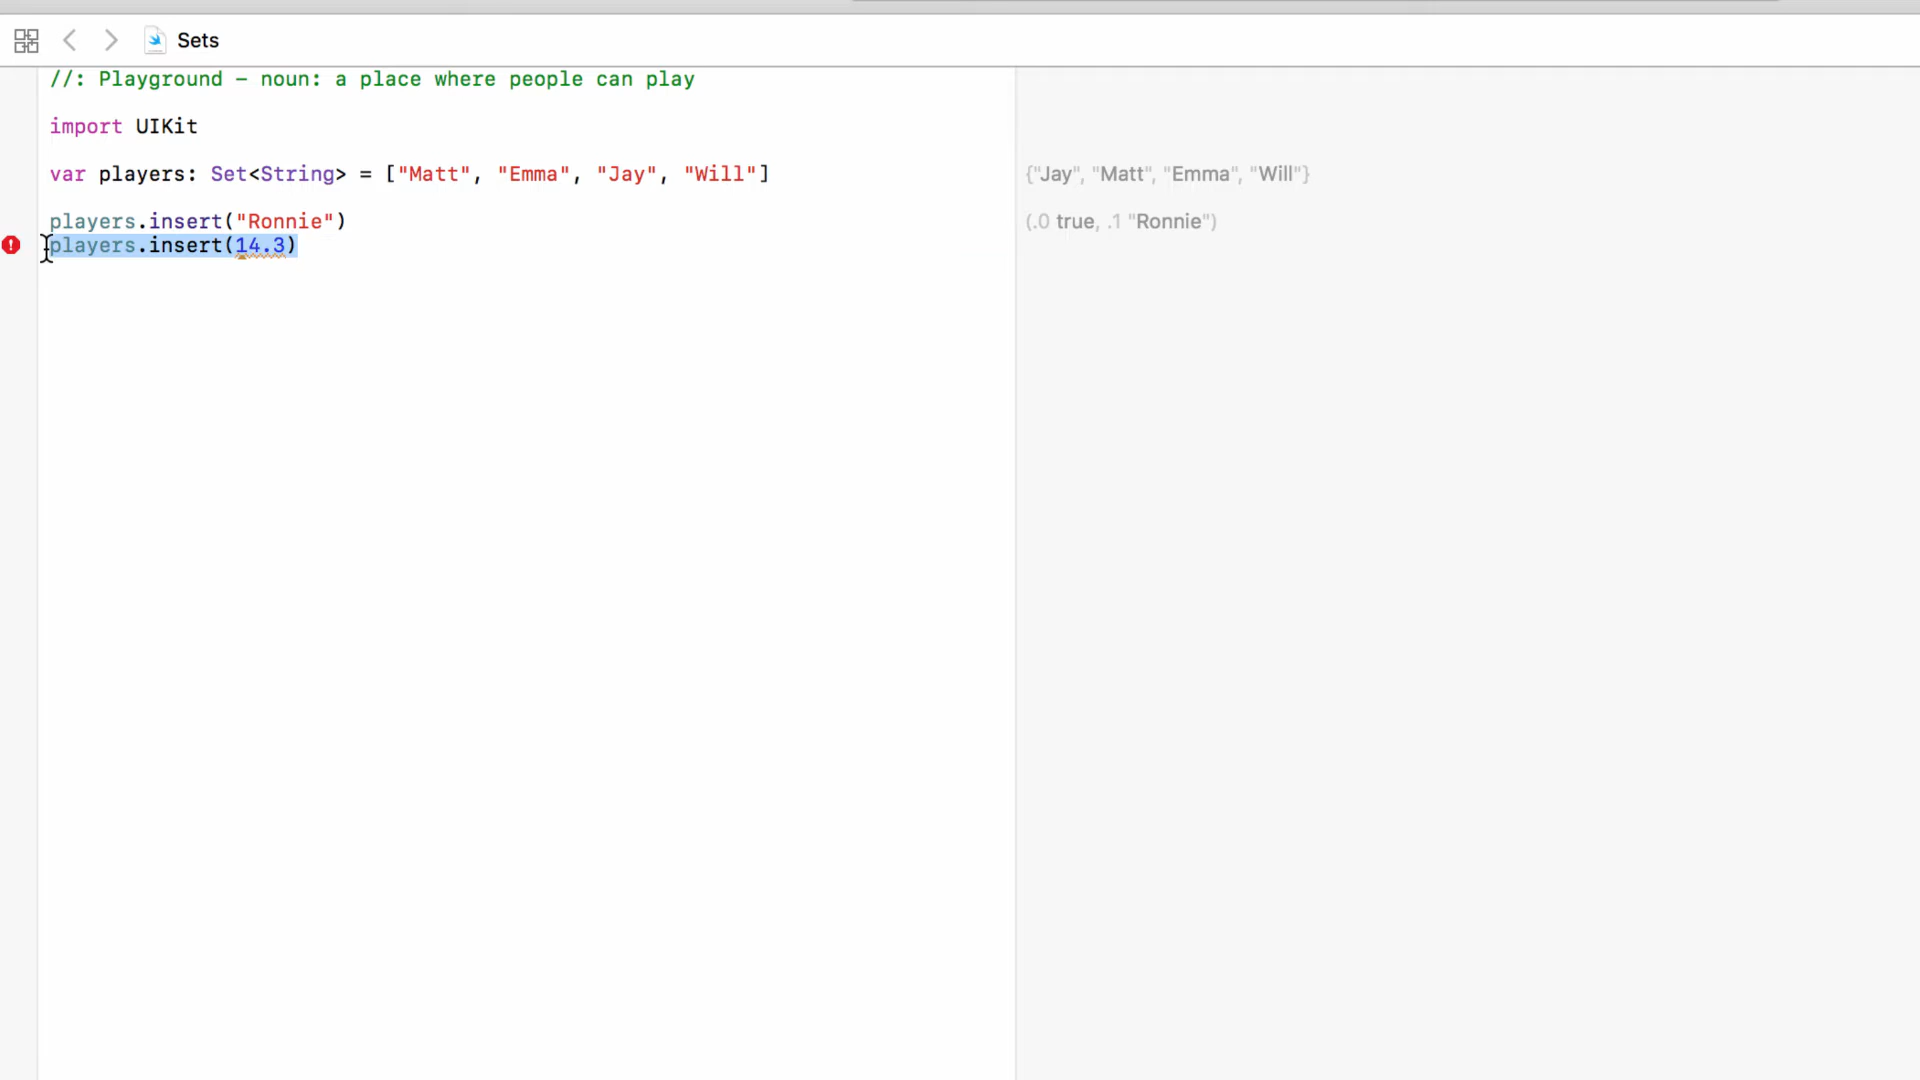 Sets
//: Playground – noun: a place where people can play
import UIKit
var players: Set<String> = ["Matt", "Emma", "Jay", "Will"]
{"Jay", "Matt", "Emma", "Will"}
players.insert("Ronnie")
(.0 true, .1 "Ronnie")
players.insert(14.3)